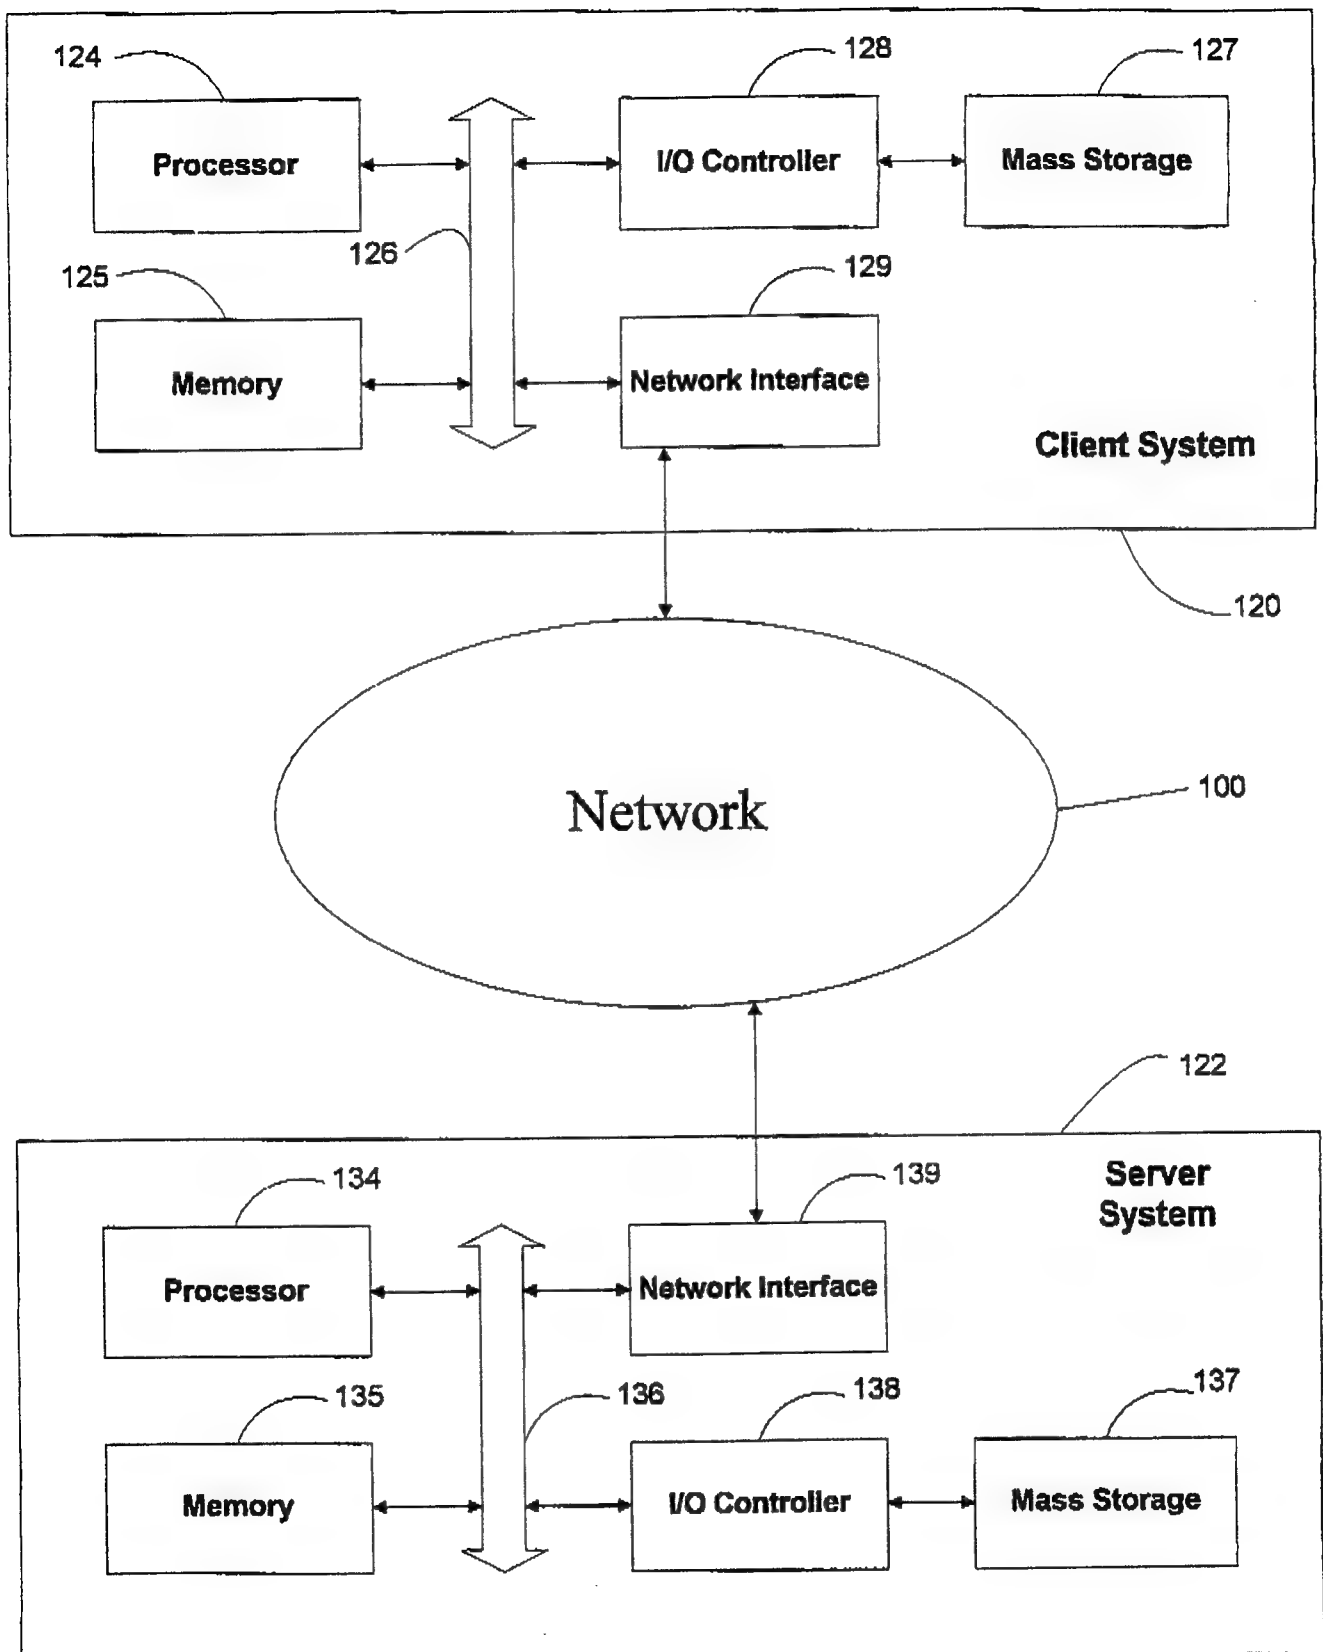 124
128
127
Processor
I/O Controller
Mass Storage
126
125
129
Memory
Network Interface
Client System
120
Network
100
122
Server
System
134
139
Processor
Network Interface
135
136
138
137
Memory
I/O Controller
Mass Storage